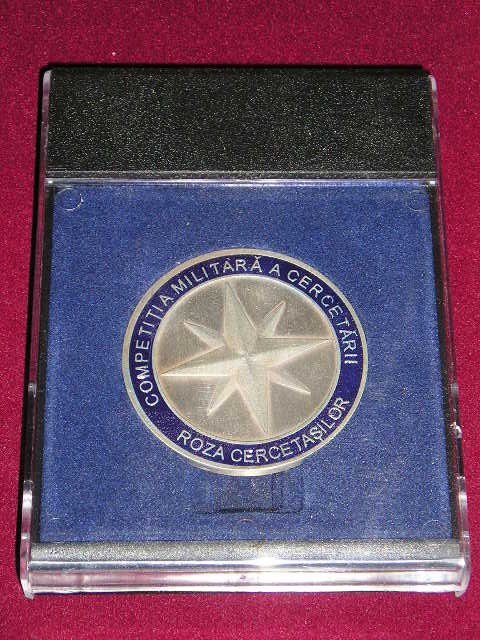 COMPETIȚIA MILITARĂ A CERCETĂRII
ROZA CERCETAȘILOR